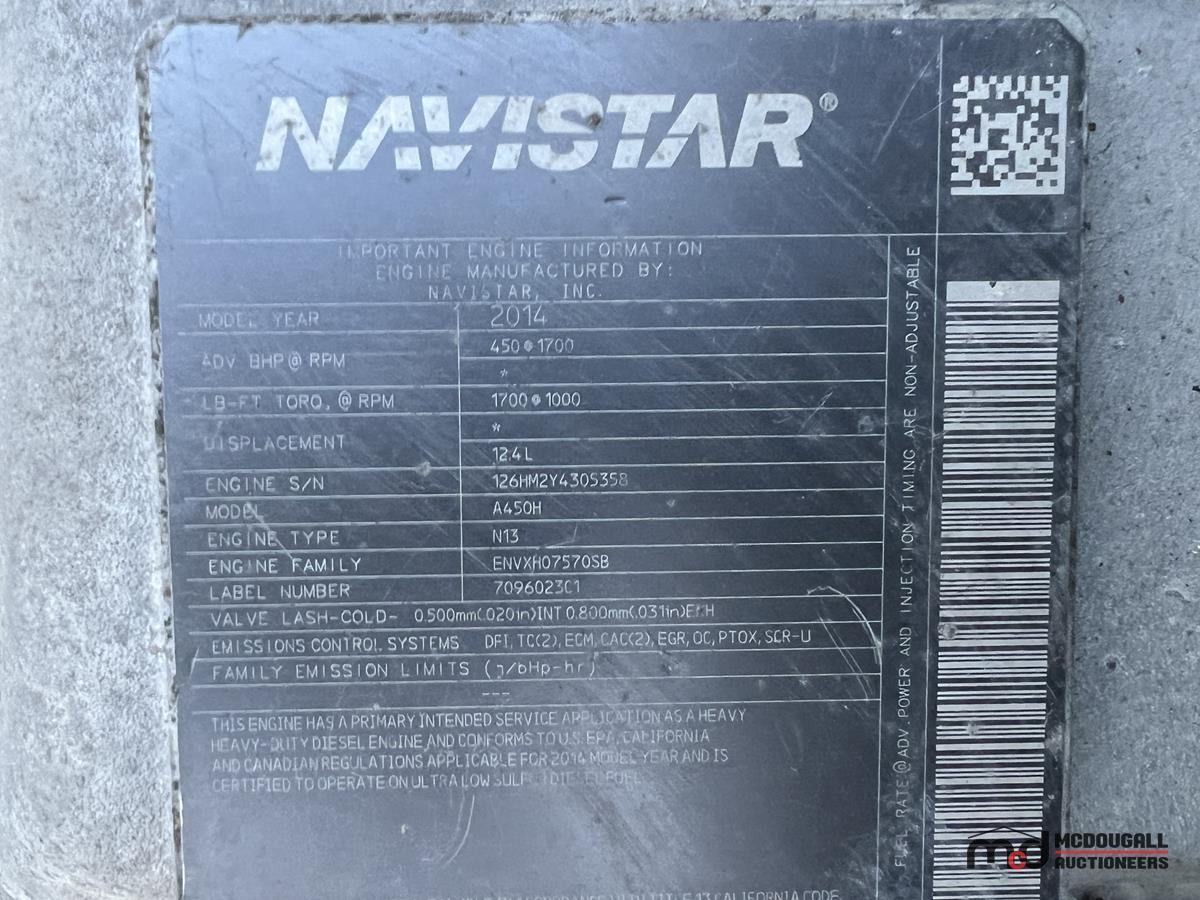 NAVISTAR®
IMPORTANT ENGINE INFORMATION
ENGINE MANUFACTURED BY:
NAVISTAR, INC.
MODEL YEAR 2014
ADV BHP@ RPM 450@1700
*
LB-FT TORQ. @ RPM 1700@1000
*
DISPLACEMENT 12.4L
ENGINE S/N 126HM2Y4305358
MODEL A450H
ENGINE TYPE N13
ENGINE FAMILY ENVXH07570SB
LABEL NUMBER 7096023C1
VALVE LASH-COLD- 0.500mm(.020in)INT 0.800mm(.031in)EXH
EMISSIONS CONTROL SYSTEMS DFI, TC(2), ECM, CAC(2), EGR, OC, PTOX, SCR-U
FAMILY EMISSION LIMITS (g/bHp-hr)
---
THIS ENGINE HAS A PRIMARY INTENDED SERVICE APPLICATION AS A HEAVY
HEAVY-DUTY DIESEL ENGINE AND CONFORMS TO U.S. EPA, CALIFORNIA
AND CANADIAN REGULATIONS APPLICABLE FOR 2014 MODEL YEAR AND IS
CERTIFIED TO OPERATE ON ULTRA LOW SULFUR DIESEL FUEL.
TITLE 13 CALIFORNIA CODE
FUEL RATE @ ADV. POWER AND INJECTION TIMING ARE NON-ADJUSTABLE
mcd MCDOUGALL
AUCTIONEERS